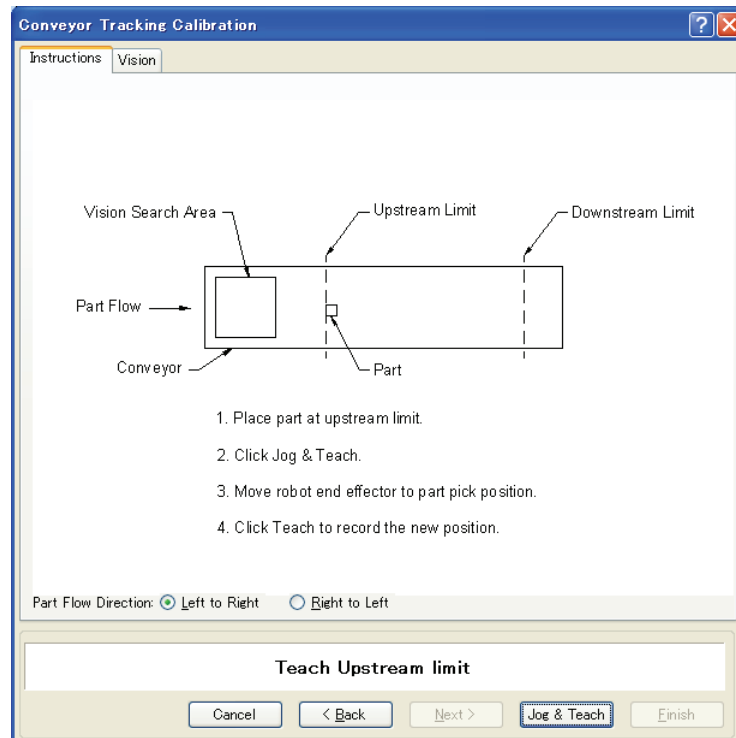 Conveyor Tracking Calibration
Instructions
Vision
Vision Search Area
Upstream Limit
Downstream Limit
Part Flow
Conveyor
Part
1. Place part at upstream limit.
2. Click Jog & Teach.
3. Move robot end effector to part pick position.
4. Click Teach to record the new position.
Part Flow Direction: Left to Right Right to Left
Teach Upstream limit
Cancel < Back Next > Jog & Teach Finish